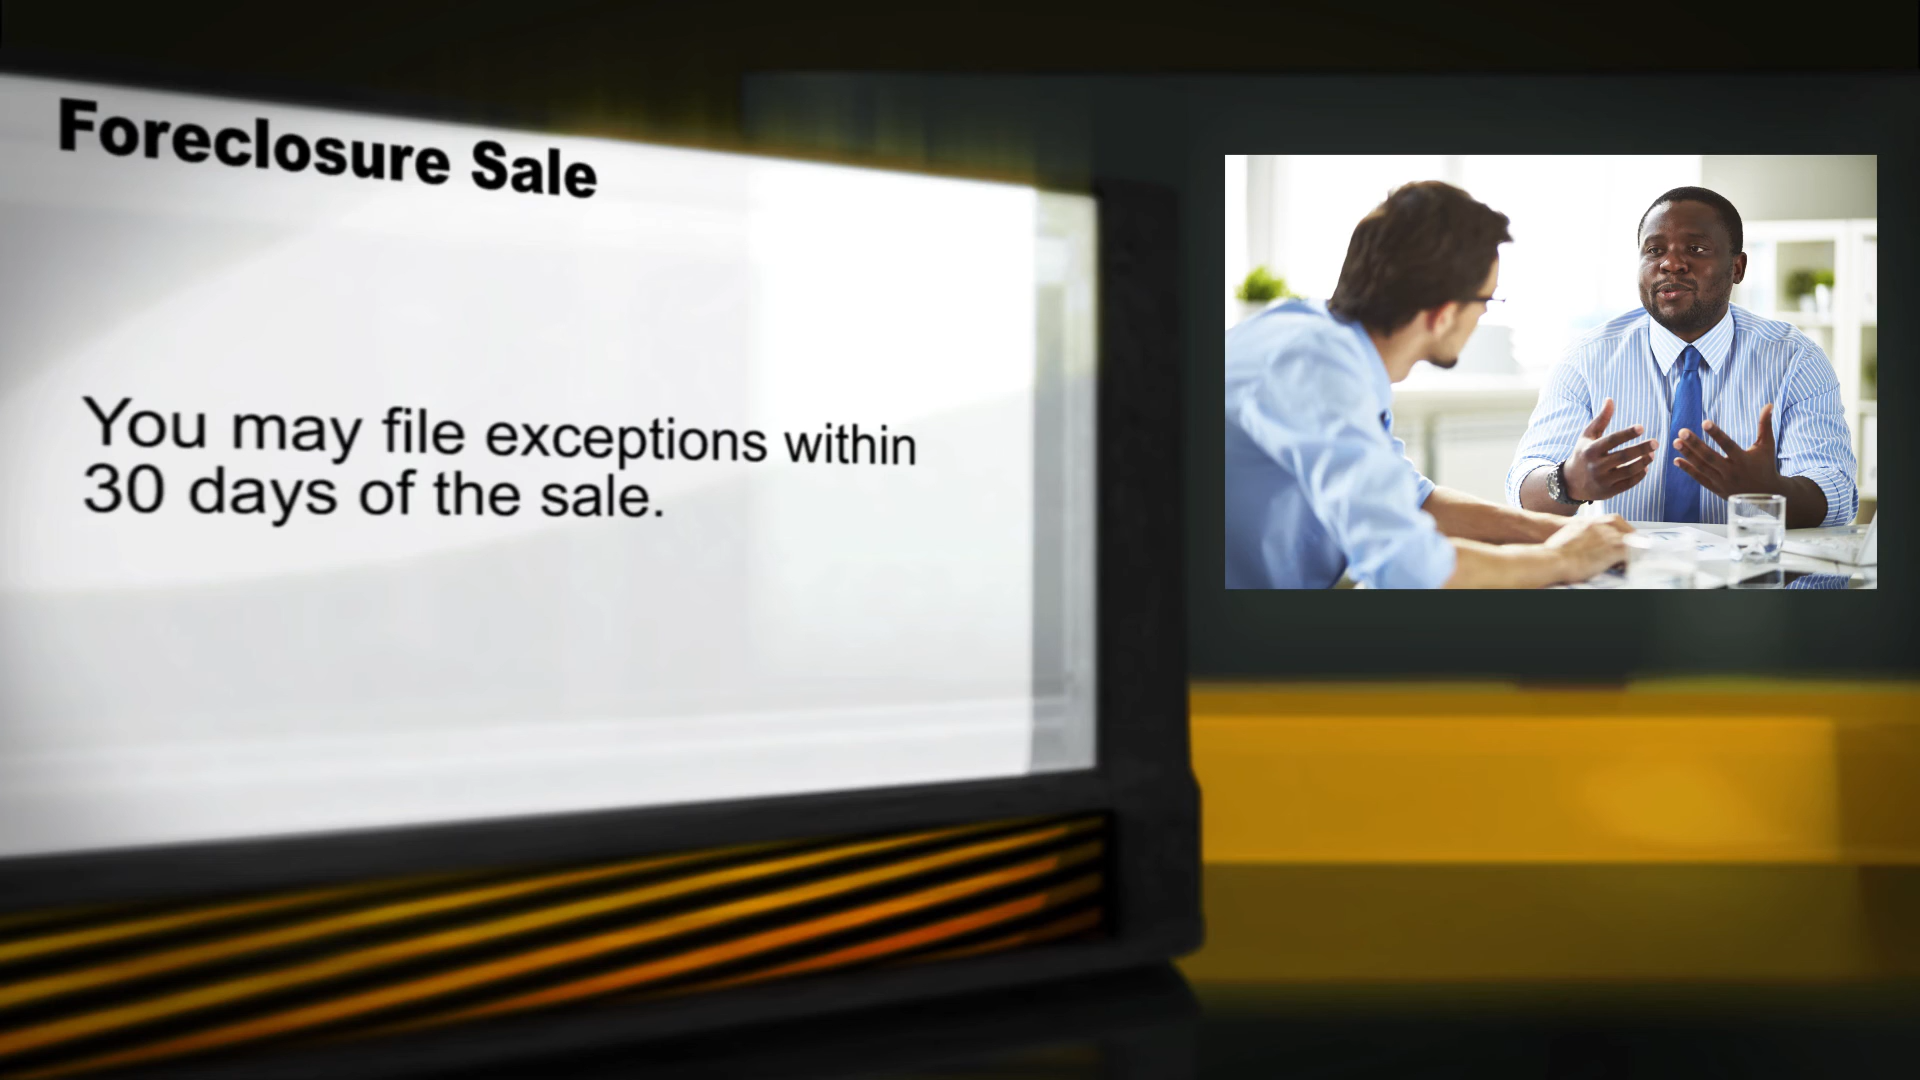 Foreclosure Sale
You may file exceptions within
30 days of the sale.